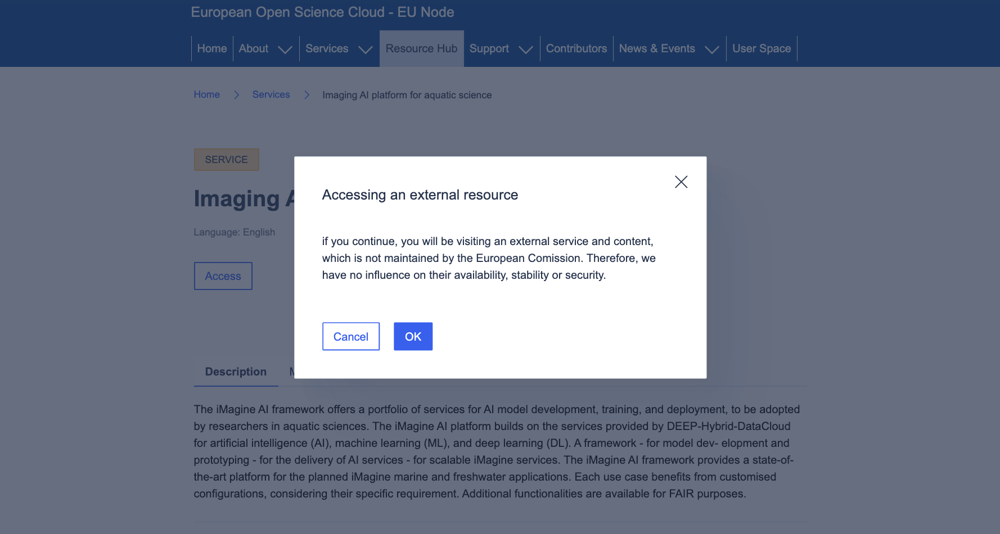 European Open Science Cloud - EU Node
Home About Services Resource Hub Support Contributors News & Events User Space
Home Services Imaging AI platform for aquatic science
SERVICE
Imaging
Language: English
Access
Accessing an external resource
if you continue, you will be visiting an external service and content,
which is not maintained by the European Comission. Therefore, we
have no influence on their availability, stability or security.
Cancel OK
Description
The iMagine AI framework offers a portfolio of services for AI model development, training, and deployment, to be adopted
by researchers in aquatic sciences. The iMagine AI platform builds on the services provided by DEEP-Hybrid-DataCloud
for artificial intelligence (AI), machine learning (ML), and deep learning (DL). A framework - for model dev- elopment and
prototyping - for the delivery of AI services - for scalable iMagine services. The iMagine AI framework provides a state-of-
the-art platform for the planned iMagine marine and freshwater applications. Each use case benefits from customised
configurations, considering their specific requirement. Additional functionalities are available for FAIR purposes.